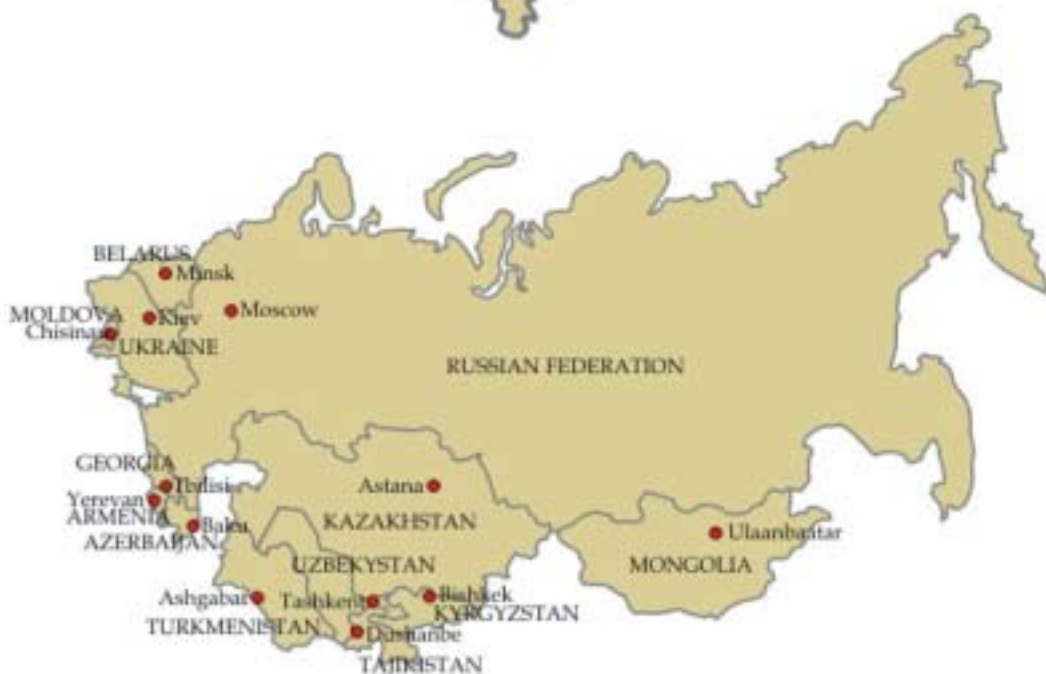 BELARUS
Minsk
Moscow
MOLDOVA
Kiev
Chisinau
UKRAINE
RUSSIAN FEDERATION
GEORGIA
Tbilisi
Astana
Yerevan
ARMENIA
KAZAKHSTAN
Baku
AZERBAIJAN
Ulaanbaatar
UZBEKYSTAN
MONGOLIA
Ashgabat
Tashkent
Bishkek
KYRGYZSTAN
TURKMENISTAN
Dushanbe
TAJIKISTAN